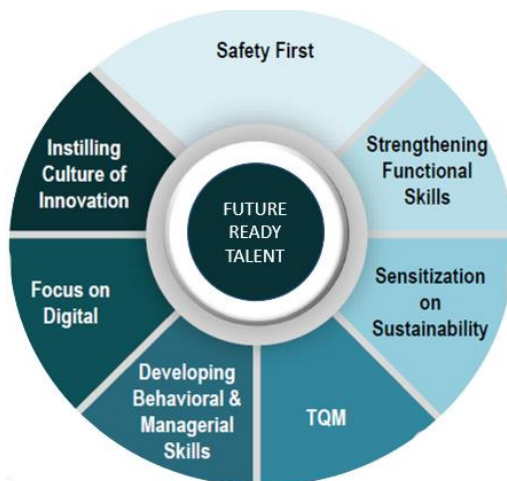 Safety First
Strengthening
Functional
Skills
Sensitization
on
Sustainability
TQM
Developing
Behavioral &
Managerial
Skills
Focus on
Digital
Instilling
Culture of
Innovation
FUTURE
READY
TALENT